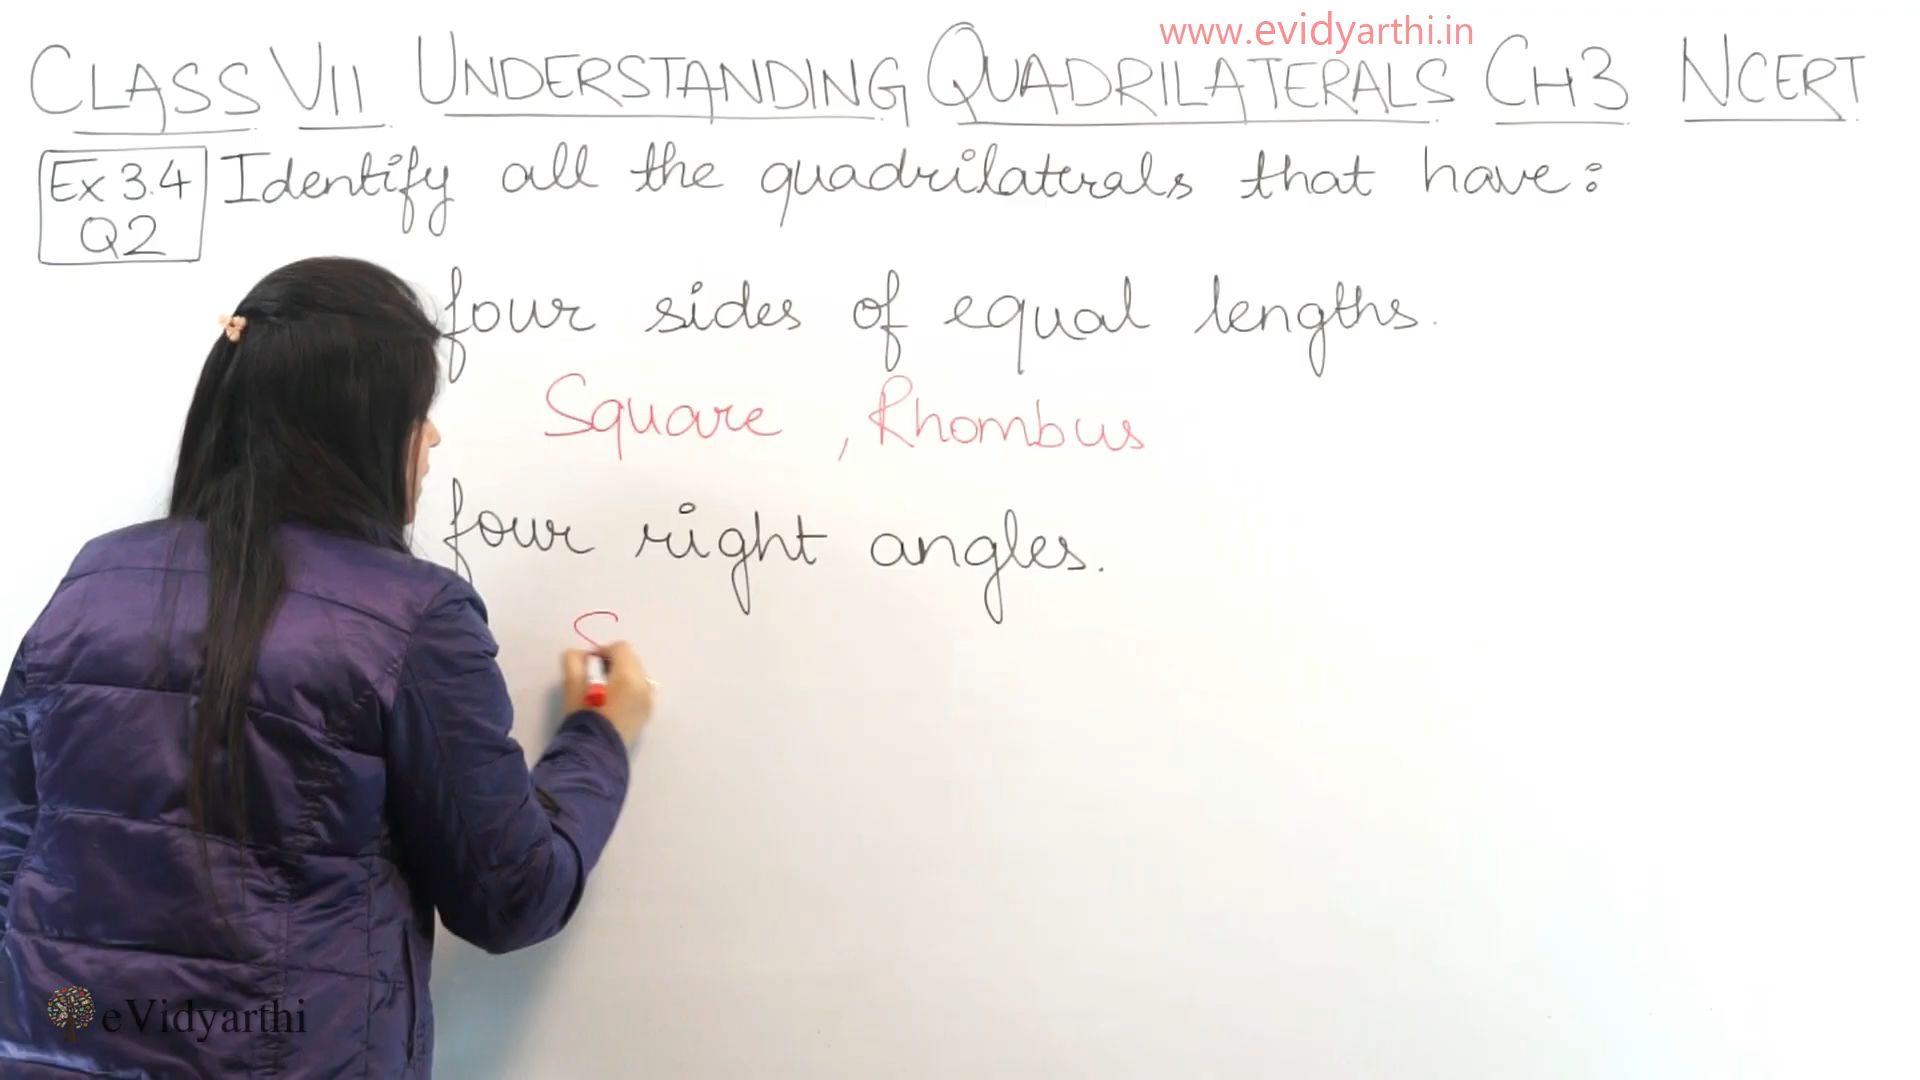 www.evidyarthi.in
CLASS VII UNDERSTANDING QUADRILATERALS CH3 NCERT
Ex 3.4 Identify all the quadrilaterals that have:
Q2
four sides of equal lengths.
Square , Rhombus
four right angles.
S
eVidyarthi